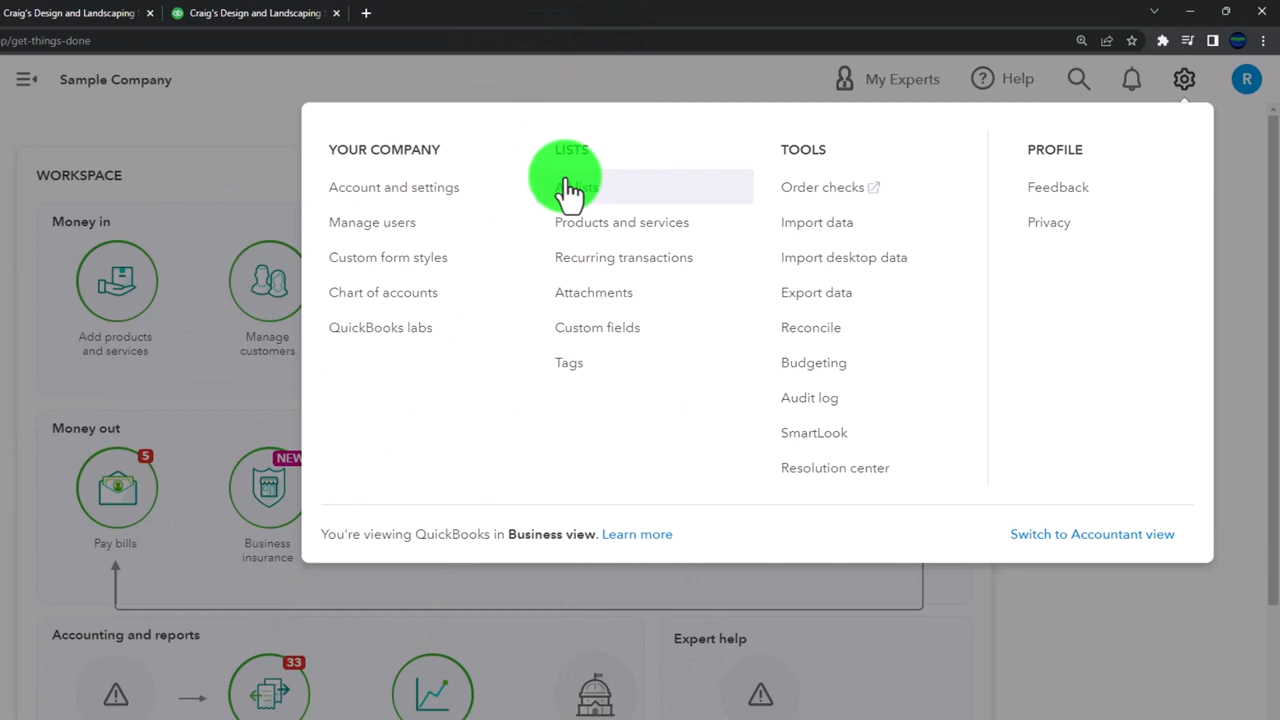 Craig's Design and Landscaping
Craig's Design and Landscaping
p/get-things-done
Sample Company
My Experts
Help
R
YOUR COMPANY
Account and settings
Manage users
Custom form styles
Chart of accounts
QuickBooks labs
LISTS
lists
Products and services
Recurring transactions
Attachments
Custom fields
Tags
TOOLS
Order checks
Import data
Import desktop data
Export data
Reconcile
Budgeting
Audit log
SmartLook
Resolution center
PROFILE
Feedback
Privacy
You're viewing QuickBooks in Business view. Learn more
Switch to Accountant view
WORKSPACE
Money in
Add products
and services
Manage
customers
Money out
5
Pay bills
NEW
Business
insurance
Accounting and reports
33
Expert help